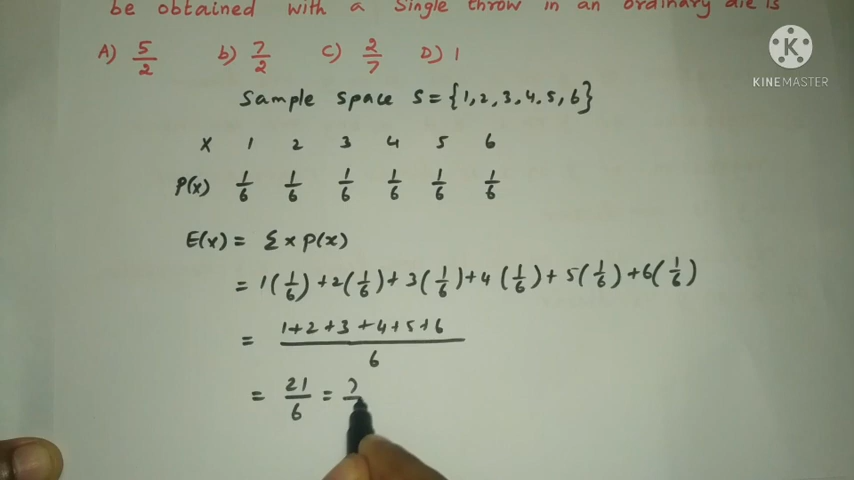 be obtained with a Single throw in an ordinary die is
A) 5/2 b) 7/2 C) 2/7 D) 1
K
KINEMASTER
Sample Space S = {1, 2, 3, 4, 5, 6}
X 1 2 3 4 5 6
P(x) 1/6 1/6 1/6 1/6 1/6 1/6
E(x) = Σ x P(x)
= 1(1/6) + 2(1/6) + 3(1/6) + 4(1/6) + 5(1/6) + 6(1/6)
= 1+2+3+4+5+6 / 6
= 21/6 =